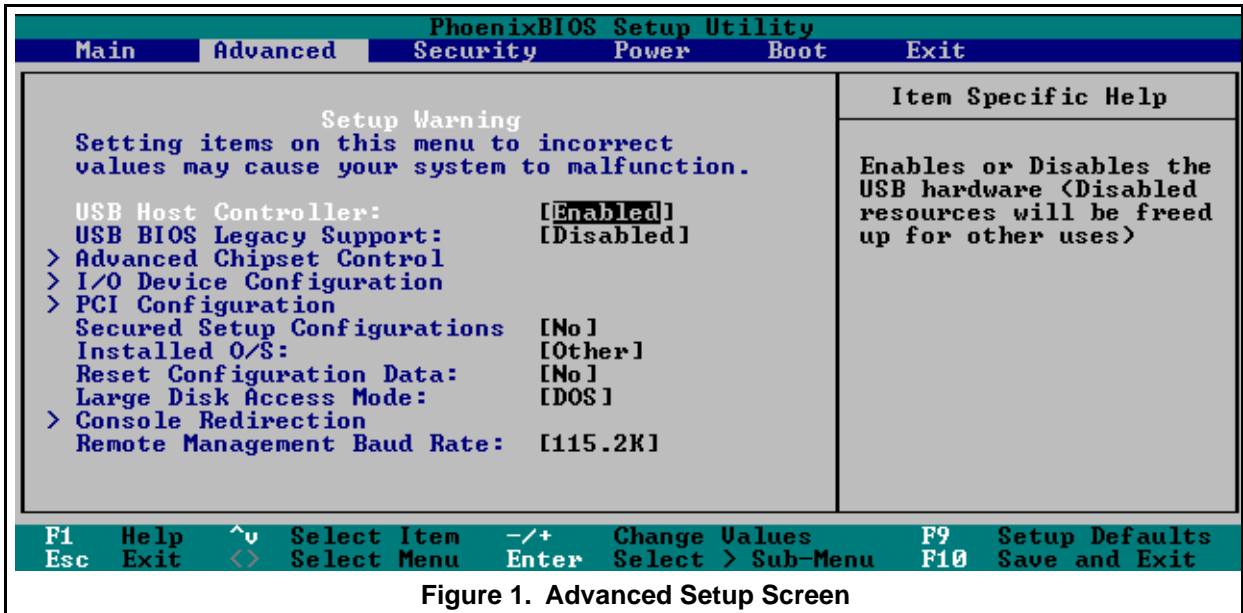 PhoenixBIOS Setup Utility
Main Advanced Security Power Boot Exit
Setup Warning
Setting items on this menu to incorrect
values may cause your system to malfunction.
USB Host Controller: [Enabled]
USB BIOS Legacy Support: [Disabled]
> Advanced Chipset Control
> I/O Device Configuration
> PCI Configuration
Secured Setup Configurations [No]
Installed O/S: [Other]
Reset Configuration Data: [No]
Large Disk Access Mode: [DOS]
> Console Redirection
Remote Management Baud Rate: [115.2K]
Item Specific Help
Enables or Disables the
USB hardware (Disabled
resources will be freed
up for other uses)
F1 Help ^v Select Item -/+ Change Values F9 Setup Defaults
Esc Exit <> Select Menu Enter Select > Sub-Menu F10 Save and Exit
Figure 1. Advanced Setup Screen